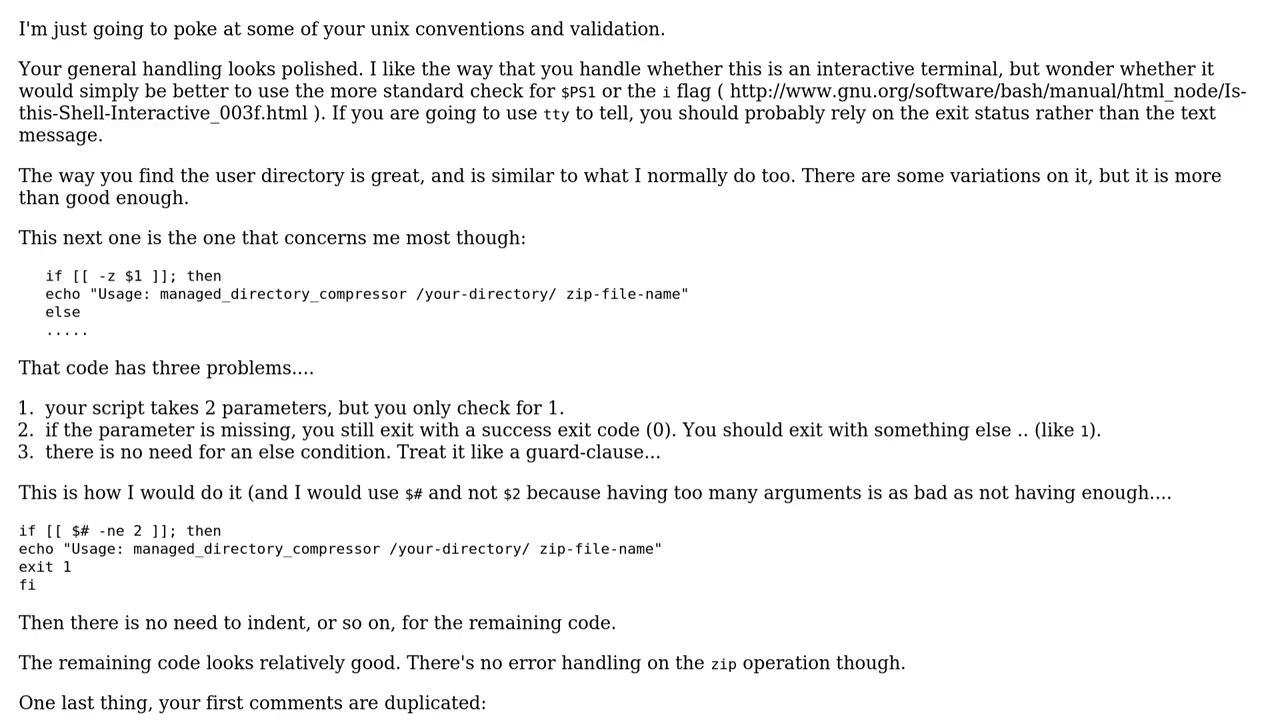 I'm just going to poke at some of your unix conventions and validation.
Your general handling looks polished. I like the way that you handle whether this is an interactive terminal, but wonder whether it
would simply be better to use the more standard check for $PS1 or the i flag ( http://www.gnu.org/software/bash/manual/html_node/Is-
this-Shell-Interactive_003f.html ). If you are going to use tty to tell, you should probably rely on the exit status rather than the text
message.
The way you find the user directory is great, and is similar to what I normally do too. There are some variations on it, but it is more
than good enough.
This next one is the one that concerns me most though:
if [[ -z $1 ]]; then
echo "Usage: managed_directory_compressor /your-directory/ zip-file-name"
else
.....
That code has three problems....
1. your script takes 2 parameters, but you only check for 1.
2. if the parameter is missing, you still exit with a success exit code (0). You should exit with something else .. (like 1).
3. there is no need for an else condition. Treat it like a guard-clause...
This is how I would do it (and I would use $# and not $2 because having too many arguments is as bad as not having enough....
if [[ $# -ne 2 ]]; then
echo "Usage: managed_directory_compressor /your-directory/ zip-file-name"
exit 1
fi
Then there is no need to indent, or so on, for the remaining code.
The remaining code looks relatively good. There's no error handling on the zip operation though.
One last thing, your first comments are duplicated: